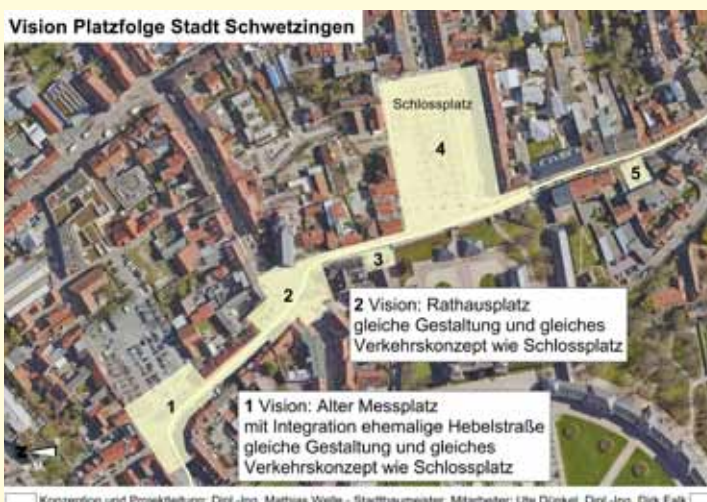 Vision Platzfolge Stadt Schwetzingen
Schlossplatz
4
5
3
2
2 Vision: Rathausplatz
gleiche Gestaltung und gleiches
Verkehrskonzept wie Schlossplatz
1
1 Vision: Alter Messplatz
mit Integration ehemalige Hebelstraße
gleiche Gestaltung und gleiches
Verkehrskonzept wie Schlossplatz
N
Konzeption und Projektleitung: Dipl.-Ing. Mathias Welle - Stadtbaumeister, Mitarbeiter: Ute Dünkel, Dipl.-Ing. Dirk Falk